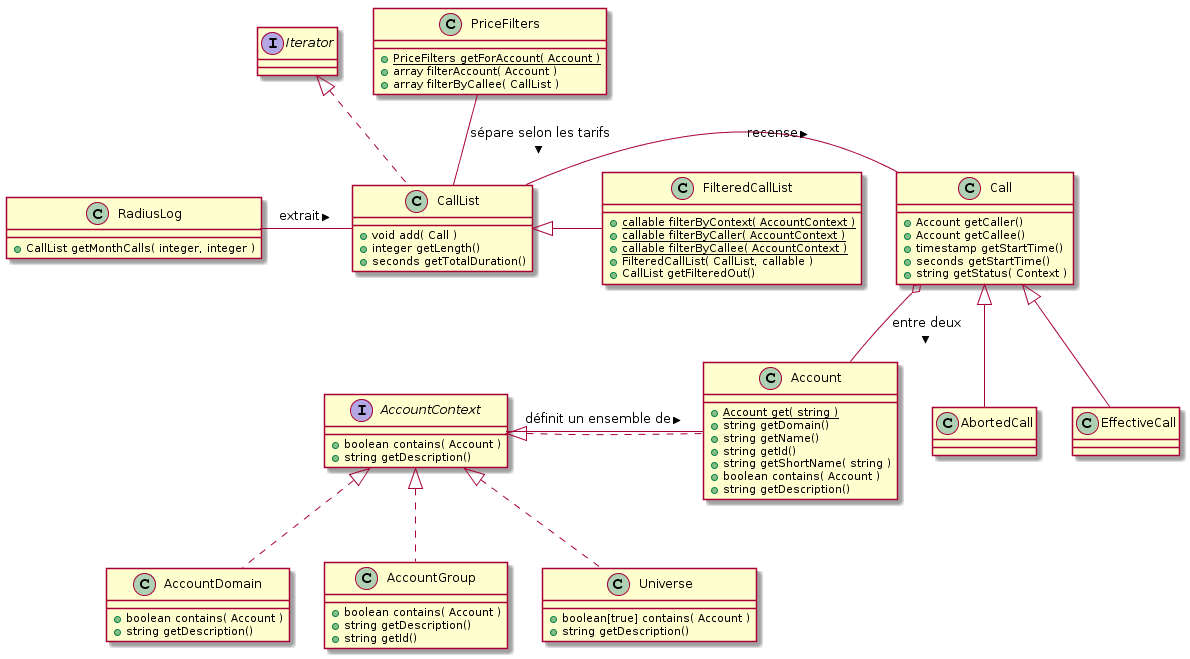 C PriceFilters
PriceFilters getForAccount( Account )
array filterAccount( Account )
array filterByCallee( CallList )
I Iterator
sépare selon les tarifs
recense
C RadiusLog
CallList getMonthCalls( integer, integer )
extrait
C CallList
void add( Call )
integer getLength()
seconds getTotalDuration()
C FilteredCallList
callable filterByContext( AccountContext )
callable filterByCaller( AccountContext )
callable filterByCallee( AccountContext )
FilteredCallList( CallList, callable )
CallList getFilteredOut()
C Call
Account getCaller()
Account getCallee()
timestamp getStartTime()
seconds getStartTime()
string getStatus( Context )
entre deux
I AccountContext
boolean contains( Account )
string getDescription()
définit un ensemble de
C Account
Account get( string )
string getDomain()
string getName()
string getId()
string getShortName( string )
boolean contains( Account )
string getDescription()
C AbortedCall
C EffectiveCall
C AccountDomain
boolean contains( Account )
string getDescription()
C AccountGroup
boolean contains( Account )
string getDescription()
string getId()
C Universe
boolean[true] contains( Account )
string getDescription()